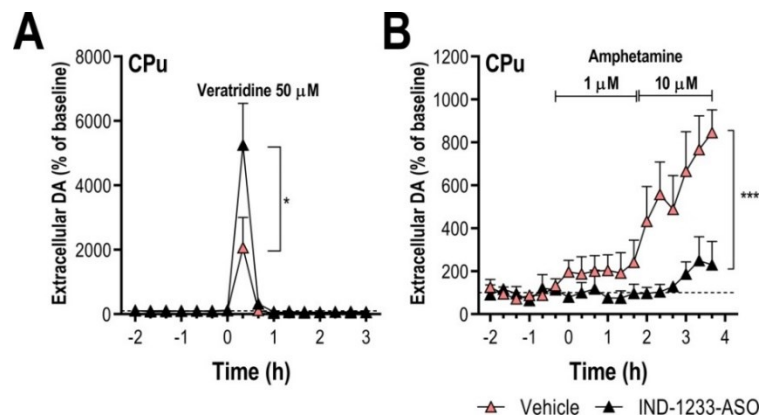 A
CPu
Veratridine 50 μM
*
Extracellular DA (% of baseline)
8000
6000
4000
2000
0
-2 -1 0 1 2 3
Time (h)
B
CPu
Amphetamine
1 μM 10 μM
***
Extracellular DA (% of baseline)
1200
1000
800
600
400
200
0
-2 -1 0 1 2 3 4
Time (h)
Vehicle IND-1233-ASO